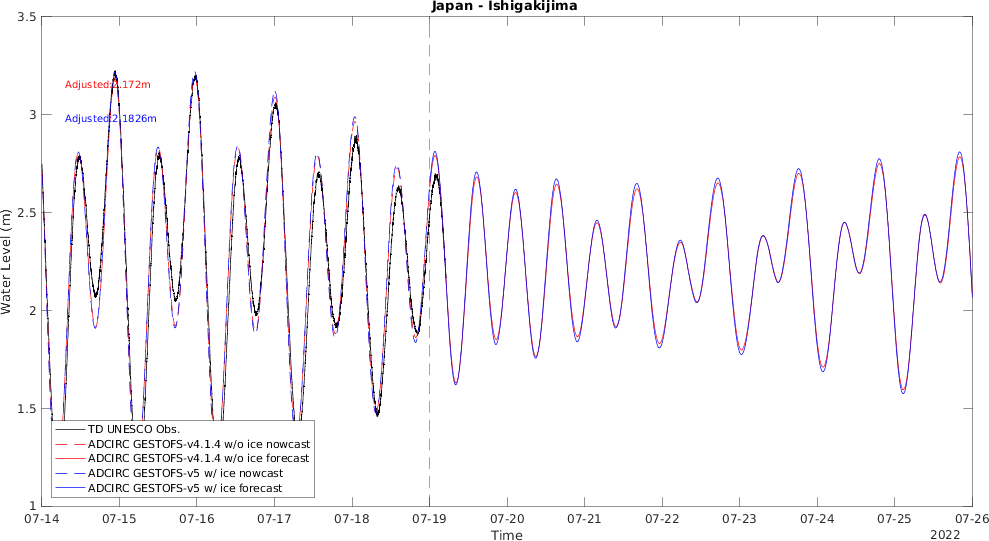 Japan - Ishigakijima
3.5
3
2.5
2
1.5
1
Water Level (m)
Adjusted:2.172m
Adjusted:2.1826m
TD UNESCO Obs.
ADCIRC GESTOFS-v4.1.4 w/o ice nowcast
ADCIRC GESTOFS-v4.1.4 w/o ice forecast
ADCIRC GESTOFS-v5 w/ ice nowcast
ADCIRC GESTOFS-v5 w/ ice forecast
07-14 07-15 07-16 07-17 07-18 07-19 07-20 07-21 07-22 07-23 07-24 07-25 07-26
Time
2022